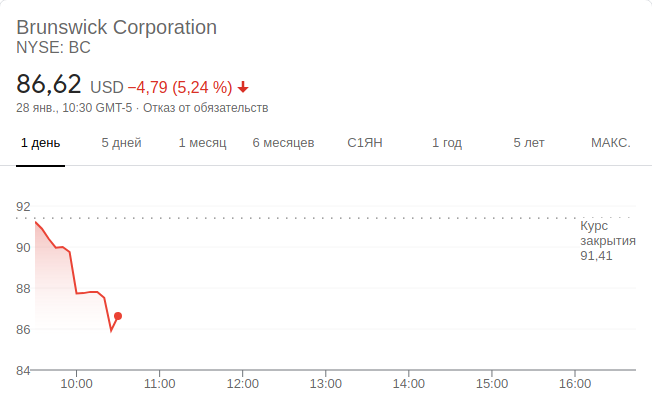 Brunswick Corporation
NYSE: BC
86,62 USD −4,79 (5,24 %)
28 янв., 10:30 GMT-5 · Отказ от обязательств
1 день 5 дней 1 месяц 6 месяцев С1ЯН 1 год 5 лет МАКС.
92
Курс
закрытия
91,41
90
88
86
84
10:00 11:00 12:00 13:00 14:00 15:00 16:00